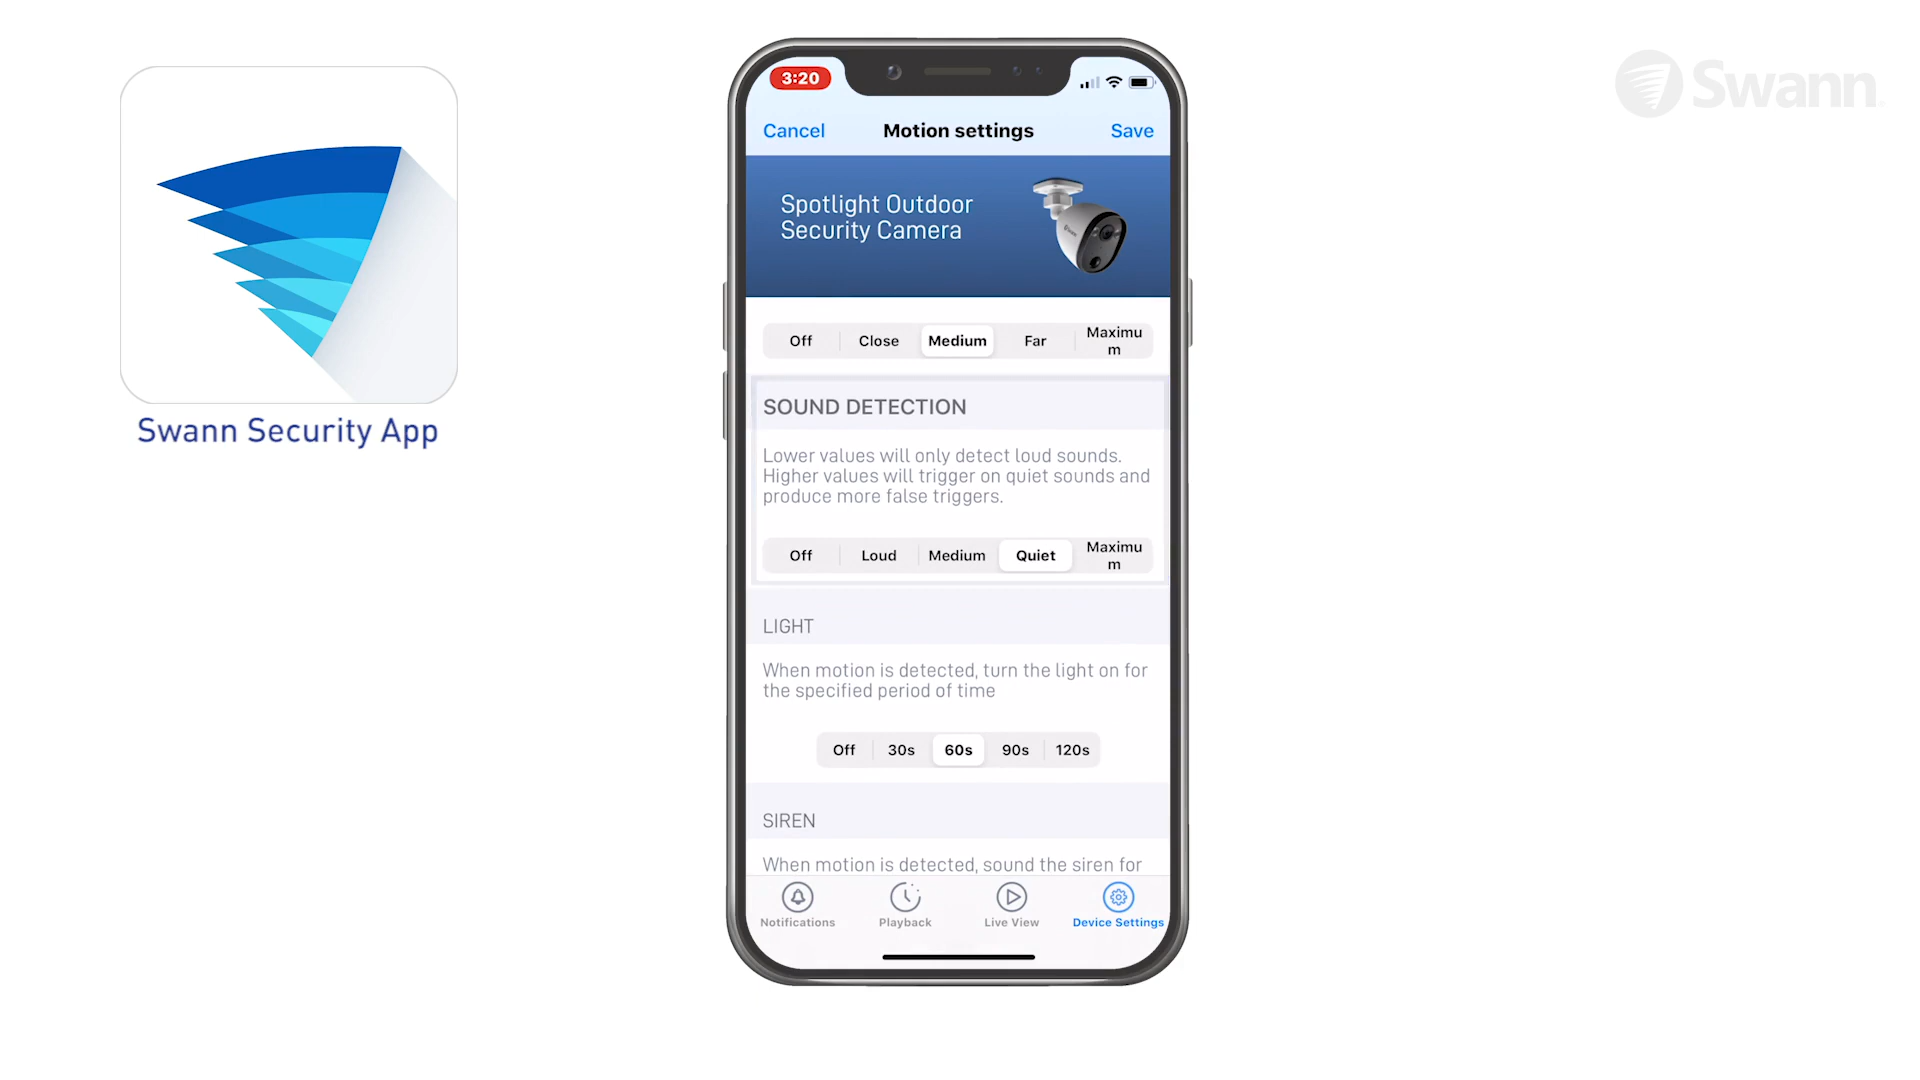 Swann
Swann Security App
3:20
Cancel
Motion settings
Save
Spotlight Outdoor
Security Camera
Off
Close
Medium
Far
Maximu
m
SOUND DETECTION
Lower values will only detect loud sounds.
Higher values will trigger on quiet sounds and
produce more false triggers.
Off
Loud
Medium
Quiet
Maximu
m
LIGHT
When motion is detected, turn the light on for
the specified period of time
Off
30s
60s
90s
120s
SIREN
When motion is detected, sound the siren for
Notifications
Playback
Live View
Device Settings